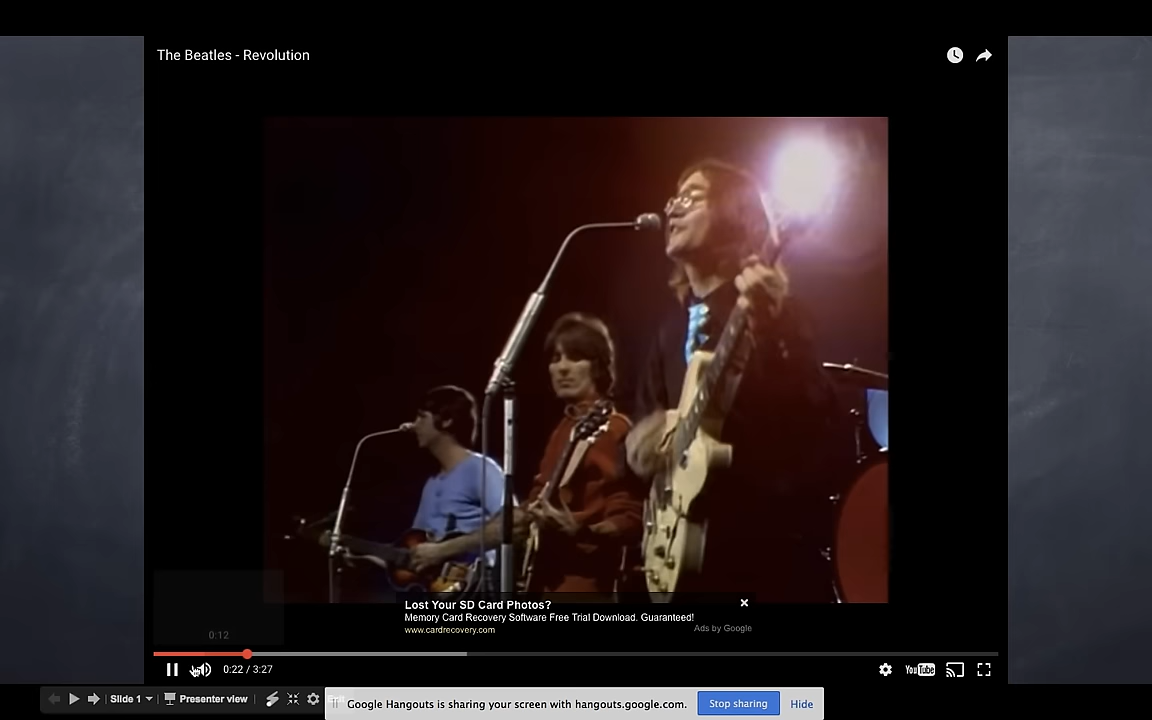 The Beatles - Revolution
Lost Your SD Card Photos?
Memory Card Recovery Software Free Trial Download. Guaranteed!
www.cardrecovery.com
Ads by Google
0:12
0:22 / 3:27
YouTube
Slide 1
Presenter view
Google Hangouts is sharing your screen with hangouts.google.com.
Stop sharing
Hide